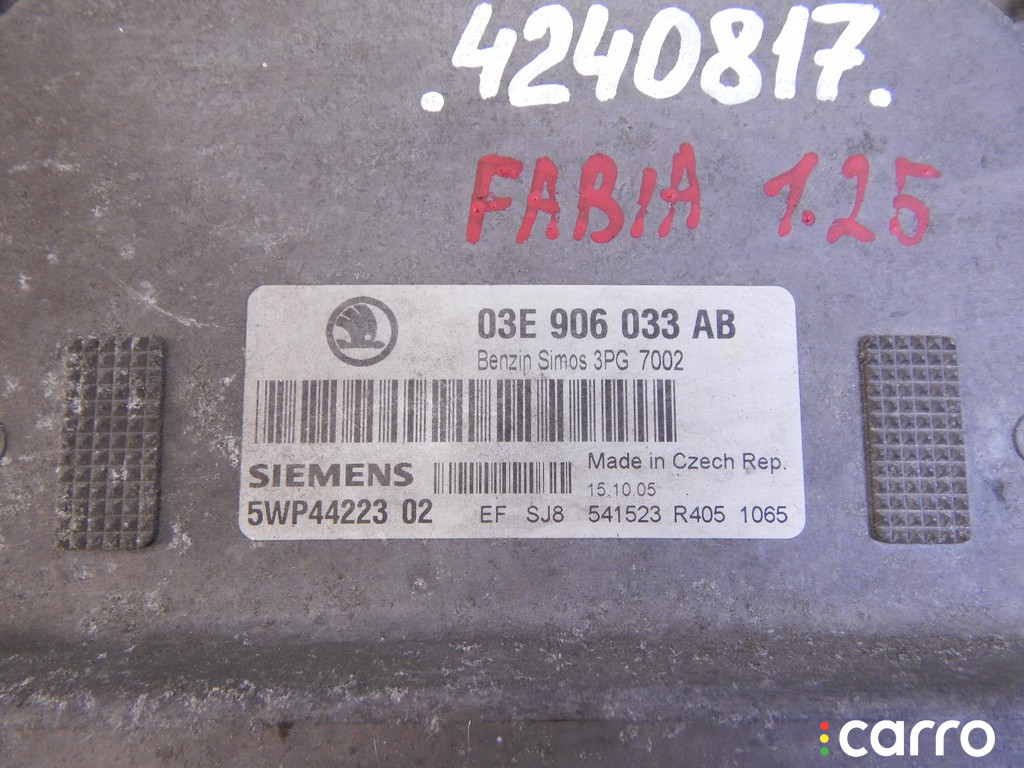 .4240817.
FABIA 1.25
03E 906 033 AB
Benzin Simos 3PG 7002
SIEMENS
Made in Czech Rep.
15.10.05
5WP44223 02 EF SJ8 541523 R405 1065
carro